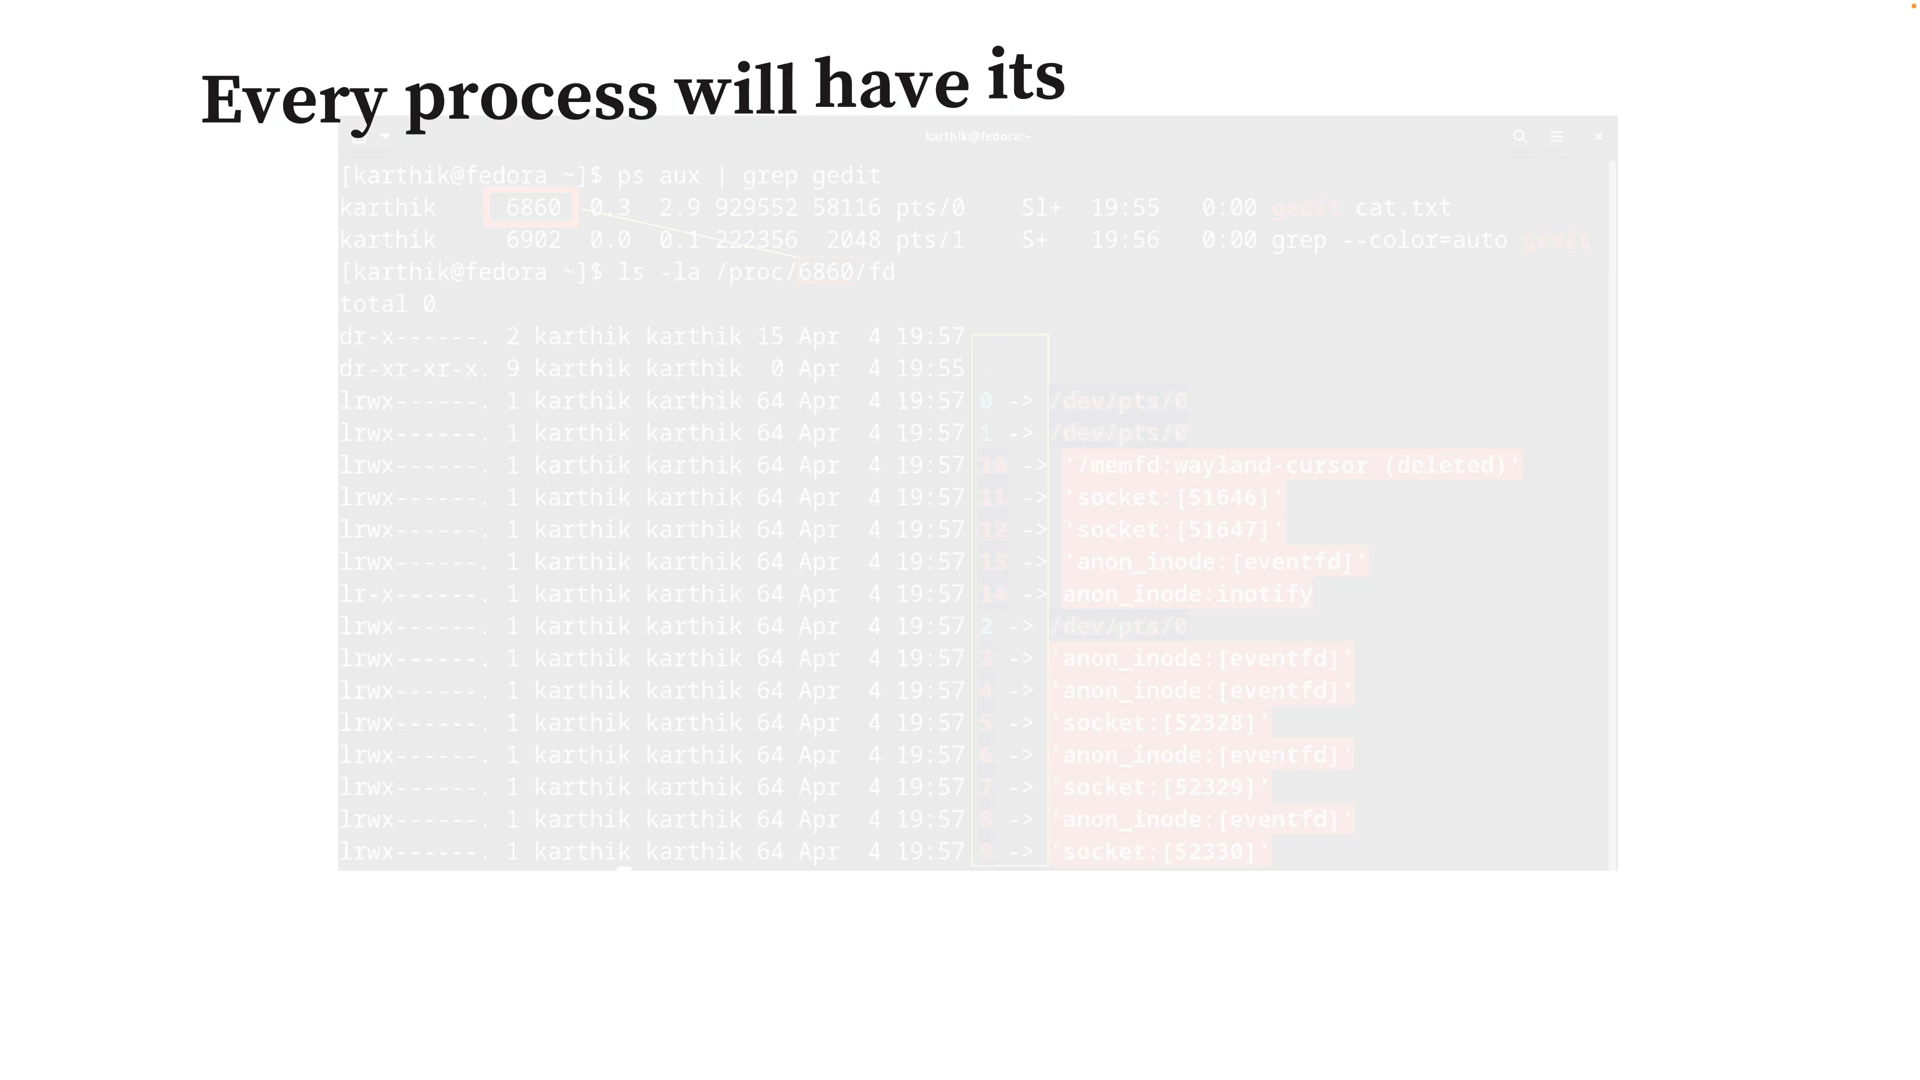 Every process will have its
karthik@fedora:~
[karthik@fedora ~]$ ps aux | grep gedit
karthik 6860 0.3 2.9 929552 58116 pts/0 Sl+ 19:55 0:00 gedit cat.txt
karthik 6902 0.0 0.1 222356 2048 pts/1 S+ 19:56 0:00 grep --color=auto gedit
[karthik@fedora ~]$ ls -la /proc/6860/fd
total 0
dr-x------. 2 karthik karthik 15 Apr 4 19:57
dr-xr-xr-x. 9 karthik karthik 0 Apr 4 19:55
lrwx------. 1 karthik karthik 64 Apr 4 19:57 0 -> /dev/pts/0
lrwx------. 1 karthik karthik 64 Apr 4 19:57 1 -> /dev/pts/0
lrwx------. 1 karthik karthik 64 Apr 4 19:57 10 -> '/memfd:wayland-cursor (deleted)'
lrwx------. 1 karthik karthik 64 Apr 4 19:57 11 -> 'socket:[51646]'
lrwx------. 1 karthik karthik 64 Apr 4 19:57 12 -> 'socket:[51647]'
lrwx------. 1 karthik karthik 64 Apr 4 19:57 13 -> 'anon_inode:[eventfd]'
lr-x------. 1 karthik karthik 64 Apr 4 19:57 14 -> anon_inode:inotify
lrwx------. 1 karthik karthik 64 Apr 4 19:57 2 -> /dev/pts/0
lrwx------. 1 karthik karthik 64 Apr 4 19:57 3 -> 'anon_inode:[eventfd]'
lrwx------. 1 karthik karthik 64 Apr 4 19:57 4 -> 'anon_inode:[eventfd]'
lrwx------. 1 karthik karthik 64 Apr 4 19:57 5 -> 'socket:[52328]'
lrwx------. 1 karthik karthik 64 Apr 4 19:57 6 -> 'anon_inode:[eventfd]'
lrwx------. 1 karthik karthik 64 Apr 4 19:57 7 -> 'socket:[52329]'
lrwx------. 1 karthik karthik 64 Apr 4 19:57 8 -> 'anon_inode:[eventfd]'
lrwx------. 1 karthik karthik 64 Apr 4 19:57 9 -> 'socket:[52330]'